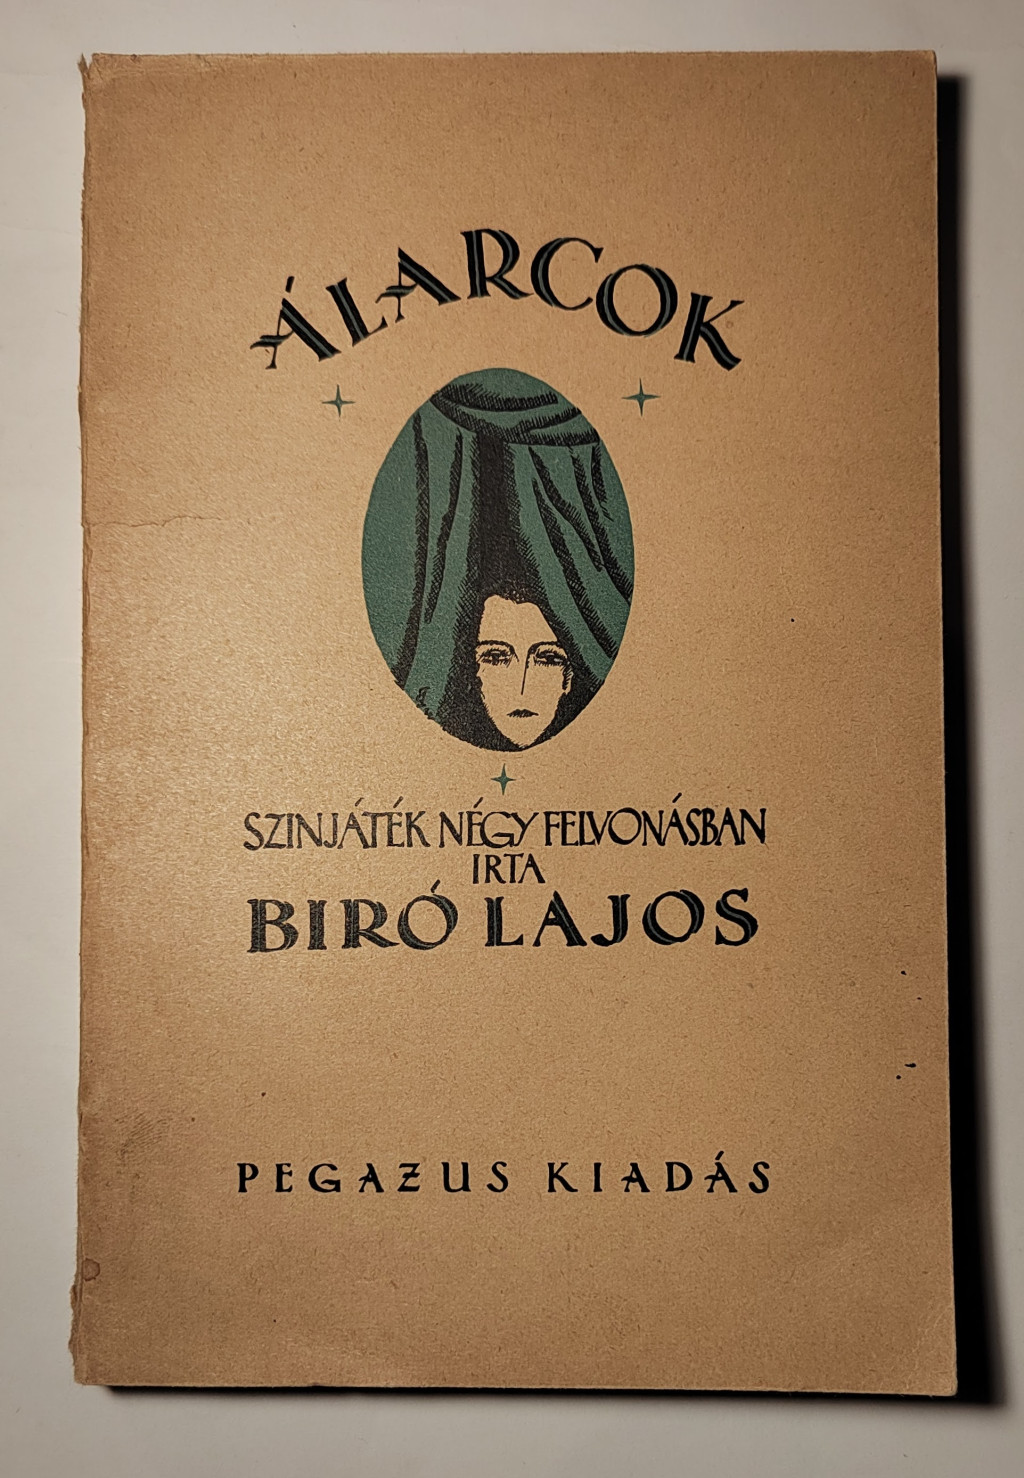 ÁLARCOK
SZINJÁTÉK NÉGY FELVONÁSBAN
IRTA
BIRÓ LAJOS
PEGAZUS KIADÁS